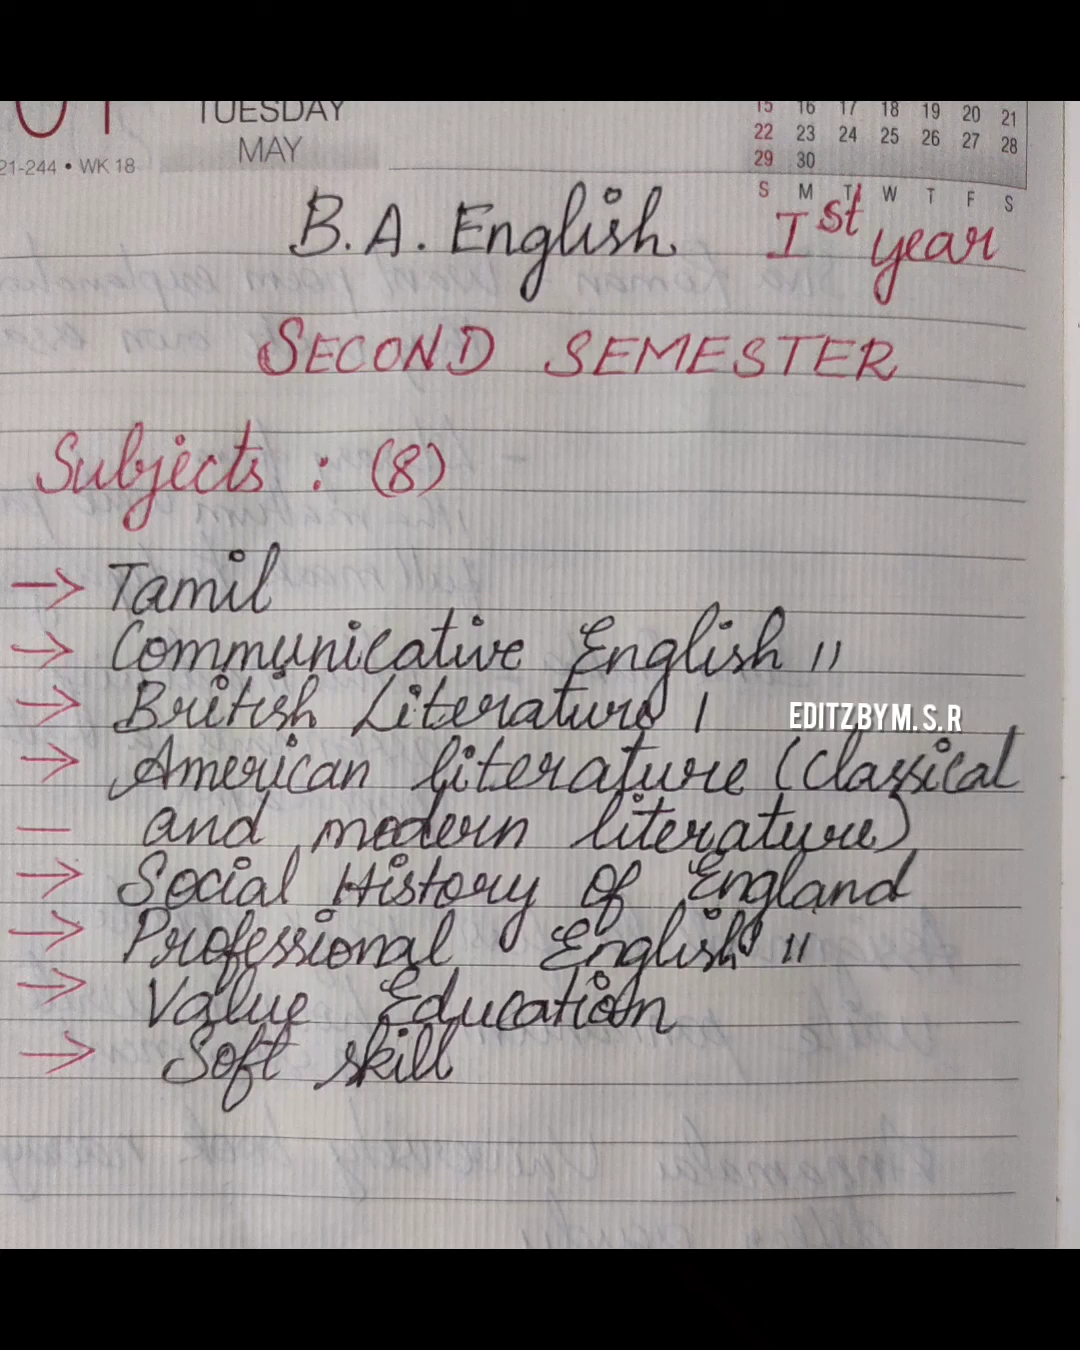 TUESDAY
MAY
21-244 • WK 18
15 16 17 18 19 20 21
22 23 24 25 26 27 28
29 30
S M T W T F S
B.A. English Ist year
SECOND SEMESTER
Subjects : (8)
→ Tamil
→ Communicative English II
→ British Literature I
EDITZBY M.S.R
→ American literature (Classical
— and modern literature)
→ Social History Of England
→ Professional English II
→ Value Education
→ Soft skill